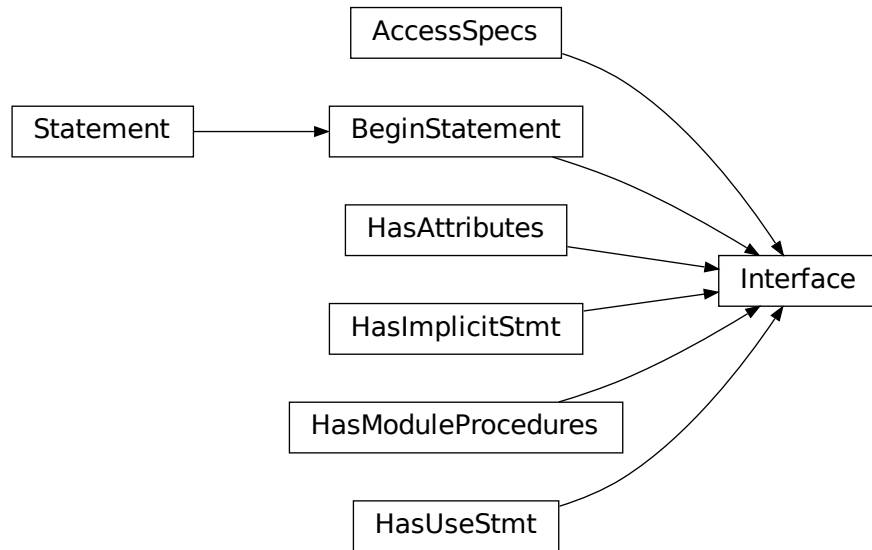 AccessSpecs
Statement
BeginStatement
HasAttributes
Interface
HasImplicitStmt
HasModuleProcedures
HasUseStmt